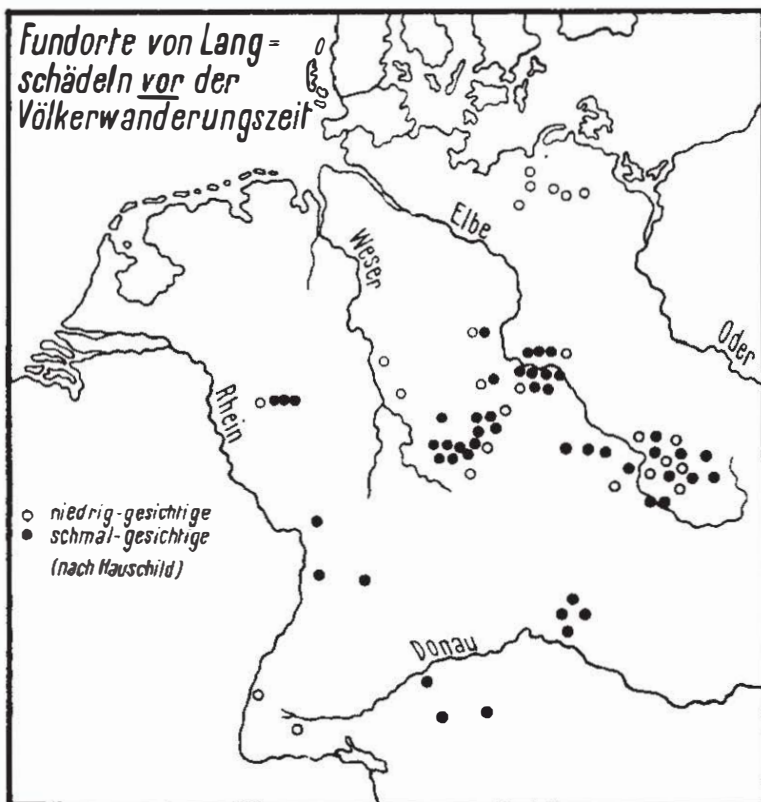 Fundorte von Lang=
schädeln vor der
Völkerwanderungszeit
Elbe
Weser
Oder
Rhein
niedrig-gesichtige
schmal-gesichtige
(nach Hauschild)
Donau